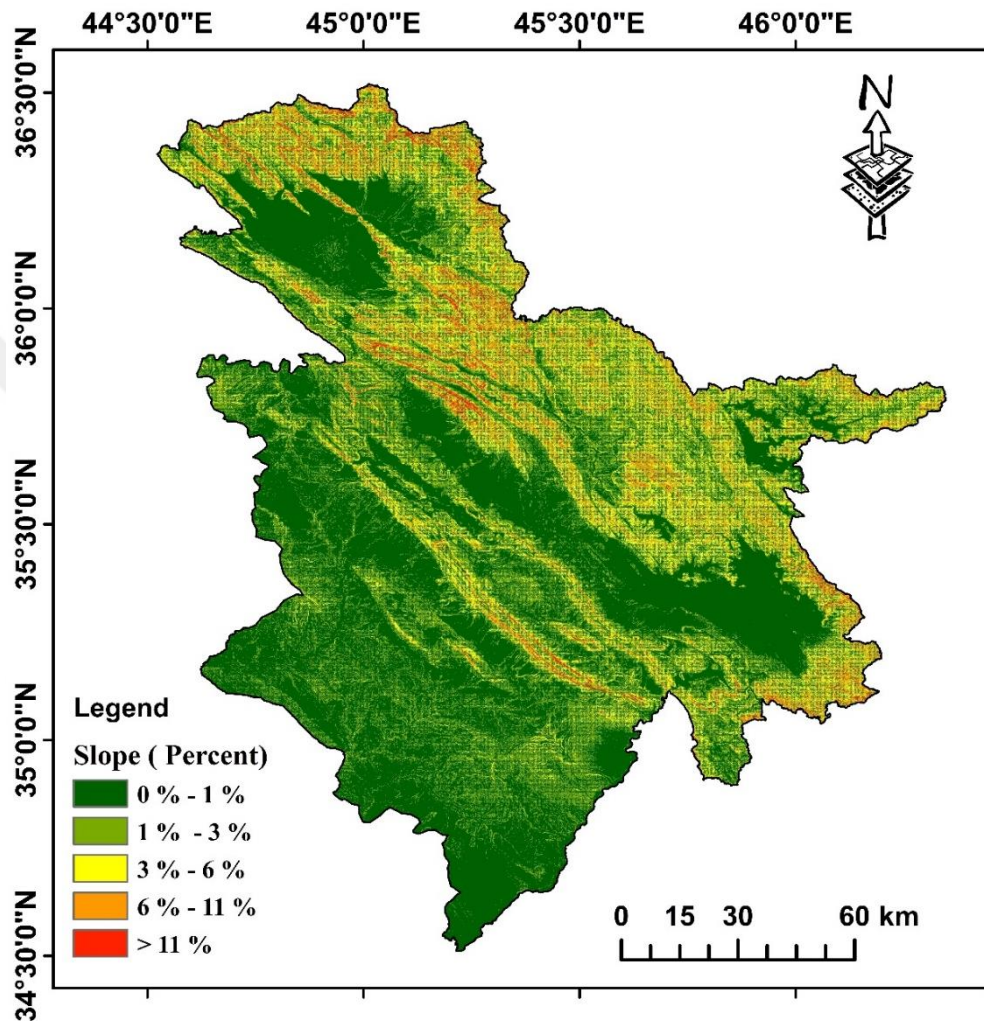 44°30'0"E 45°0'0"E 45°30'0"E 46°0'0"E
36°30'0"N
36°0'0"N
35°30'0"N
35°0'0"N
34°30'0"N
N
Legend
Slope ( Percent)
0 % - 1 %
1 % - 3 %
3 % - 6 %
6 % - 11 %
> 11 %
0 15 30 60 km